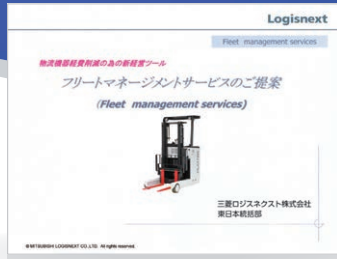 Logisnext
Fleet management services
物流機器経費削減の為の新経営ツール
フリートマネージメントサービスのご提案
(Fleet management services)
三菱ロジスネクスト株式会社
東日本統括部
© MITSUBISHI LOGISNEXT CO.,LTD. All rights reserved.